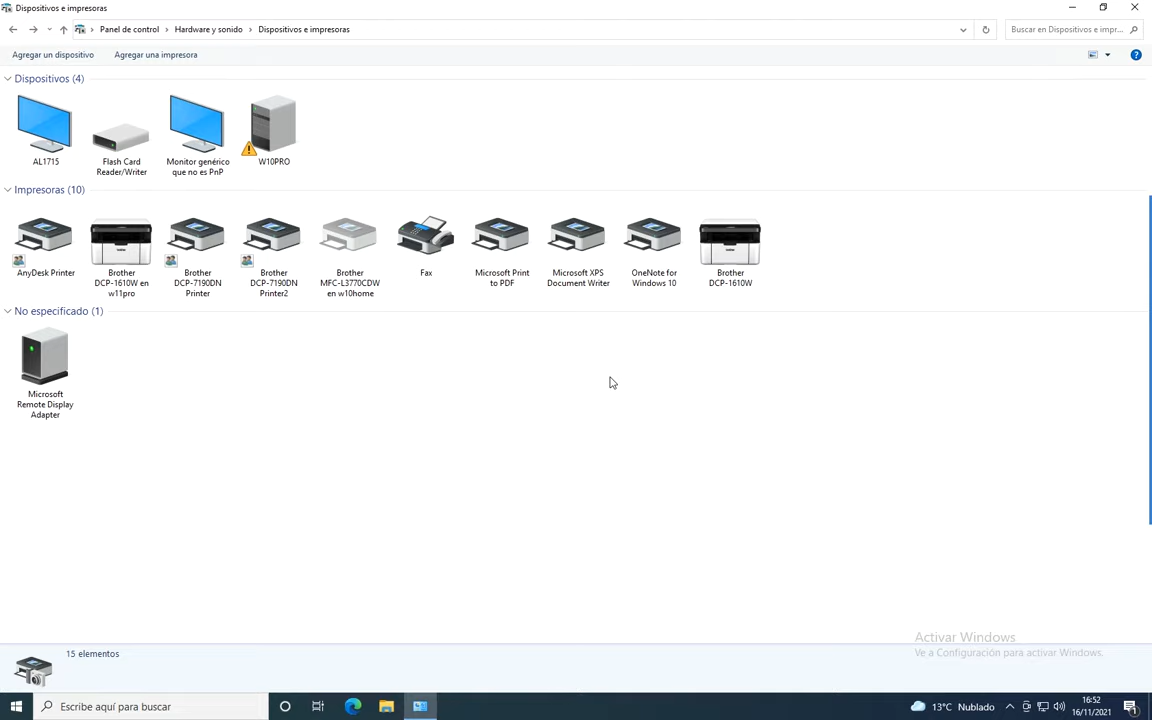 Dispositivos e impresoras
Panel de control > Hardware y sonido > Dispositivos e impresoras
Buscar en Dispositivos e impr...
Agregar un dispositivo
Agregar una impresora
Dispositivos (4)
AL1715
Flash Card
Reader/Writer
Monitor genérico
que no es PnP
W10PRO
Impresoras (10)
AnyDesk Printer
Brother
DCP-1610W en
w11pro
Brother
DCP-7190DN
Printer
Brother
DCP-7190DN
Printer2
Brother
MFC-L3770CDW
en w10home
Fax
Microsoft Print
to PDF
Microsoft XPS
Document Writer
OneNote for
Windows 10
Brother
DCP-1610W
No especificado (1)
Microsoft
Remote Display
Adapter
Activar Windows
Ve a Configuración para activar Windows.
15 elementos
Escribe aquí para buscar
13°C Nublado
16:52
16/11/2021
1